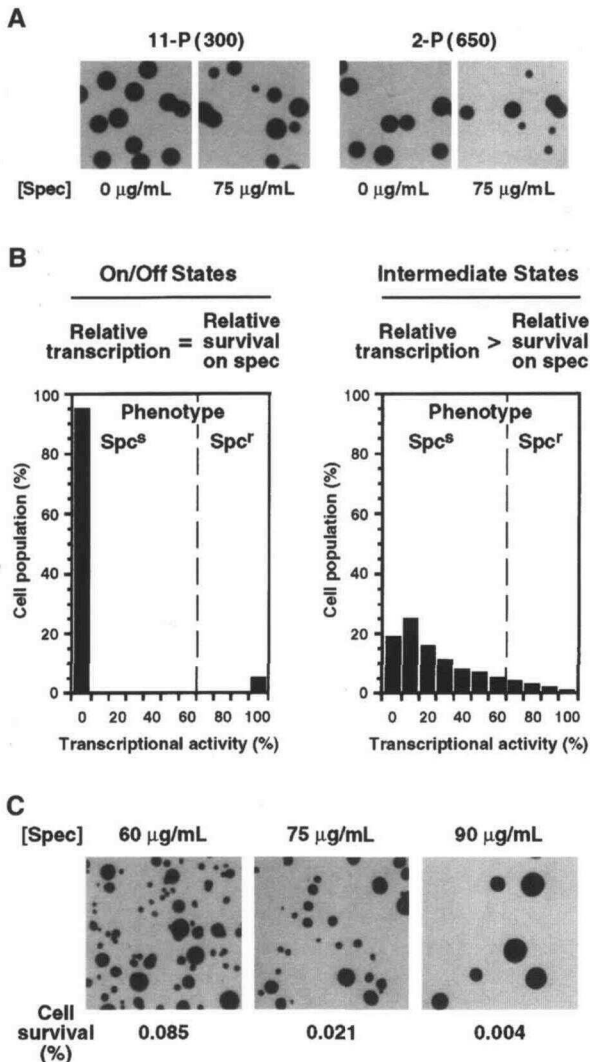 A
11-P (300) 2-P (650)
[Spec] 0 µg/mL 75 µg/mL 0 µg/mL 75 µg/mL
B
On/Off States Intermediate States
Relative transcription = Relative survival on spec
Relative transcription > Relative survival on spec
100
80
60
40
20
0
Cell population (%)
Phenotype
Spcˢ Spcʳ
0 20 40 60 80 100
Transcriptional activity (%)
100
80
60
40
20
0
Cell population (%)
Phenotype
Spcˢ Spcʳ
0 20 40 60 80 100
Transcriptional activity (%)
C
[Spec] 60 µg/mL 75 µg/mL 90 µg/mL
Cell survival (%) 0.085 0.021 0.004